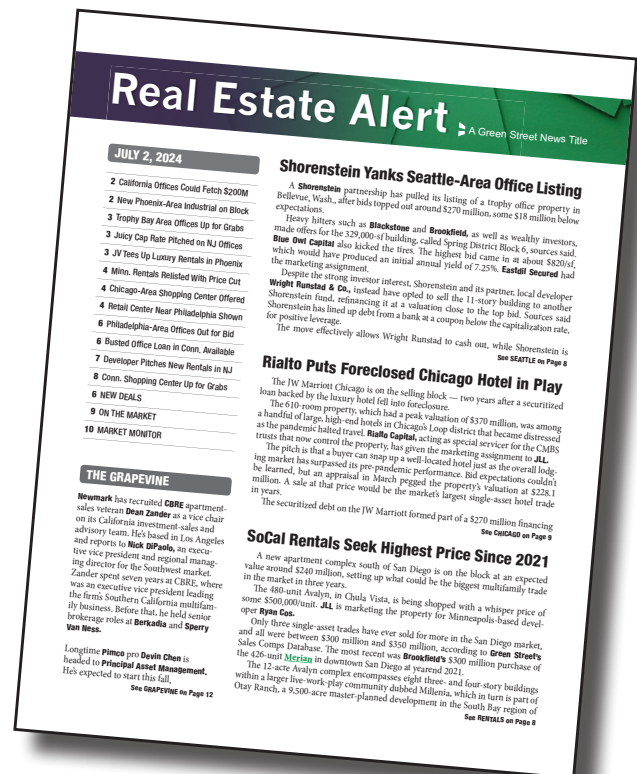 Real Estate Alert
A Green Street News Title
JULY 2, 2024
2 California Offices Could Fetch $200M
2 New Phoenix-Area Industrial on Block
3 Trophy Bay Area Offices Up for Grabs
3 Juicy Cap Rate Pitched on NJ Offices
3 JV Tees Up Luxury Rentals in Phoenix
4 Minn. Rentals Relisted With Price Cut
4 Chicago-Area Shopping Center Offered
4 Retail Center Near Philadelphia Shown
6 Philadelphia-Area Offices Out for Bid
6 Busted Office Loan in Conn. Available
7 Developer Pitches New Rentals in NJ
8 Conn. Shopping Center Up for Grabs
6 NEW DEALS
9 ON THE MARKET
10 MARKET MONITOR
THE GRAPEVINE
Newmark has recruited CBRE apartment-
sales veteran Dean Zander as a vice chair
on its California investment-sales and
advisory team. He's based in Los Angeles
and reports to Nick DiPaolo, an execu-
tive vice president and regional manag-
ing director for the Southwest market.
Zander spent seven years at CBRE, where
was an executive vice president leading
the firm's Southern California multifam-
ily business. Before that, he held senior
brokerage roles at Berkadia and Sperry
Van Ness.
Longtime Pimco pro Devin Chen is
headed to Principal Asset Management.
He's expected to start this fall,
See GRAPEVINE on Page 12
Shorenstein Yanks Seattle-Area Office Listing
A Shorenstein partnership has pulled its listing of a trophy office property in
Bellevue, Wash., after bids topped out around $270 million, some $18 million below
expectations.
Heavy hitters such as Blackstone and Brookfield, as well as wealthy investors,
made offers for the 329,000-sf building, called Spring District Block 6, sources said.
Blue Owl Capital also kicked the tires. The highest bid came in at about $820/sf,
which would have produced an initial annual yield of 7.25%. Eastdil Secured had
the marketing assignment.
Despite the strong investor interest, Shorenstein and its partner, local developer
Wright Runstad & Co., instead have opted to sell the 11-story building to another
Shorenstein fund, refinancing it at a valuation close to the top bid. Sources said
Shorenstein has lined up debt from a bank at a coupon below the capitalization rate,
for positive leverage.
The move effectively allows Wright Runstad to cash out, while Shorenstein is
See SEATTLE on Page 8
Rialto Puts Foreclosed Chicago Hotel in Play
The JW Marriott Chicago is on the selling block — two years after a securitized
loan backed by the luxury hotel fell into foreclosure.
The 610-room property, which had a peak valuation of $370 million, was among
a handful of large, high-end hotels in Chicago's Loop district that became distressed
as the pandemic halted travel. Rialto Capital, acting as special servicer for the CMBS
trusts that now control the property, has given the marketing assignment to JLL.
The pitch is that a buyer can snap up a well-located hotel just as the overall lodg-
ing market has surpassed its pre-pandemic performance. Bid expectations couldn't
be learned, but an appraisal in March pegged the property's valuation at $228.1
million. A sale at that price would be the market's largest single-asset hotel trade
in years.
The securitized debt on the JW Marriott formed part of a $270 million financing
See CHICAGO on Page 9
SoCal Rentals Seek Highest Price Since 2021
A new apartment complex south of San Diego is on the block at an expected
value around $240 million, setting up what could be the biggest multifamily trade
in the market in three years.
The 480-unit Avalyn, in Chula Vista, is being shopped with a whisper price of
some $500,000/unit. JLL is marketing the property for Minneapolis-based devel-
oper Ryan Cos.
Only three single-asset trades have ever sold for more in the San Diego market,
and all were between $300 million and $350 million, according to Green Street's
Sales Comps Database. The most recent was Brookfield's $300 million purchase of
the 426-unit Merian in downtown San Diego at yearend 2021.
The 12-acre Avalyn complex encompasses eight three- and four-story buildings
within a larger live-work-play community dubbed Millenia, which in turn is part of
Otay Ranch, a 9,500-acre master-planned development in the South Bay region of
See RENTALS on Page 8